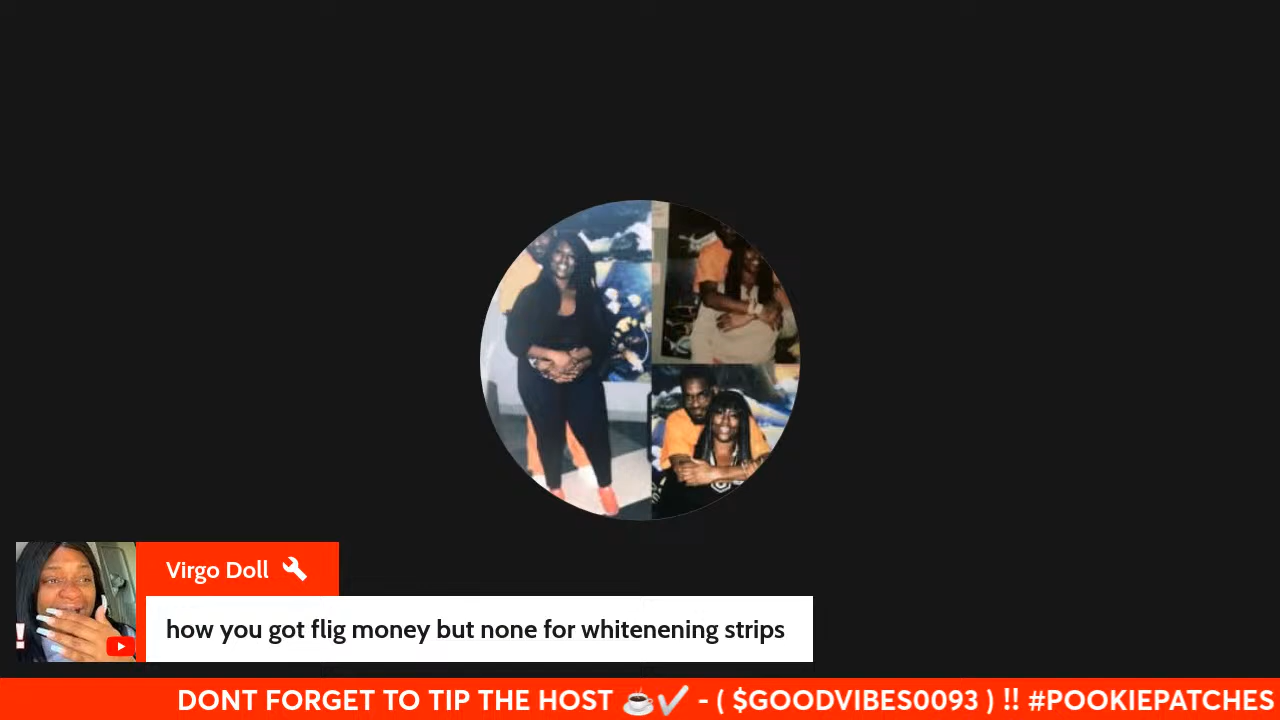 Virgo Doll
how you got flig money but none for whitenening strips
DONT FORGET TO TIP THE HOST ☕✔ - ( $GOODVIBES0093 ) !! #POOKIEPATCHES
!